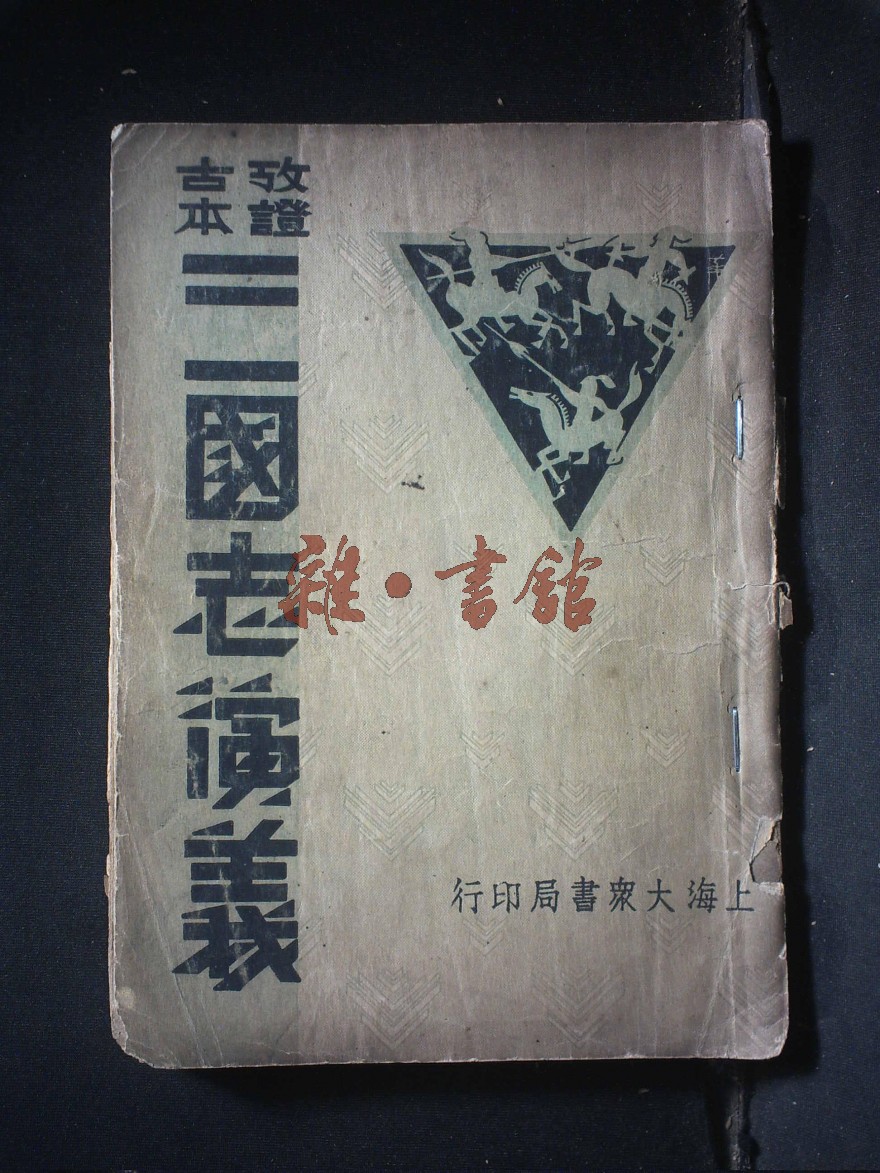 攷證
古本
三國志演義
上海大衆書局印行
雜·書館